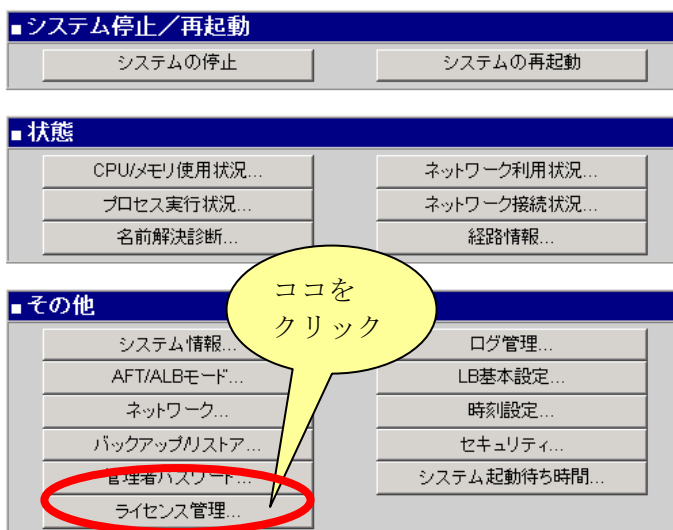 ■システム停止／再起動
システムの停止 システムの再起動
■状態
CPU/メモリ使用状況... ネットワーク利用状況...
プロセス実行状況... ネットワーク接続状況...
名前解決診断... 経路情報...
■その他
ココを
クリック
システム情報... ログ管理...
AFT/ALBモード... LB基本設定...
ネットワーク... 時刻設定...
バックアップ/リストア... セキュリティ...
管理者パスワード... システム起動待ち時間...
ライセンス管理...